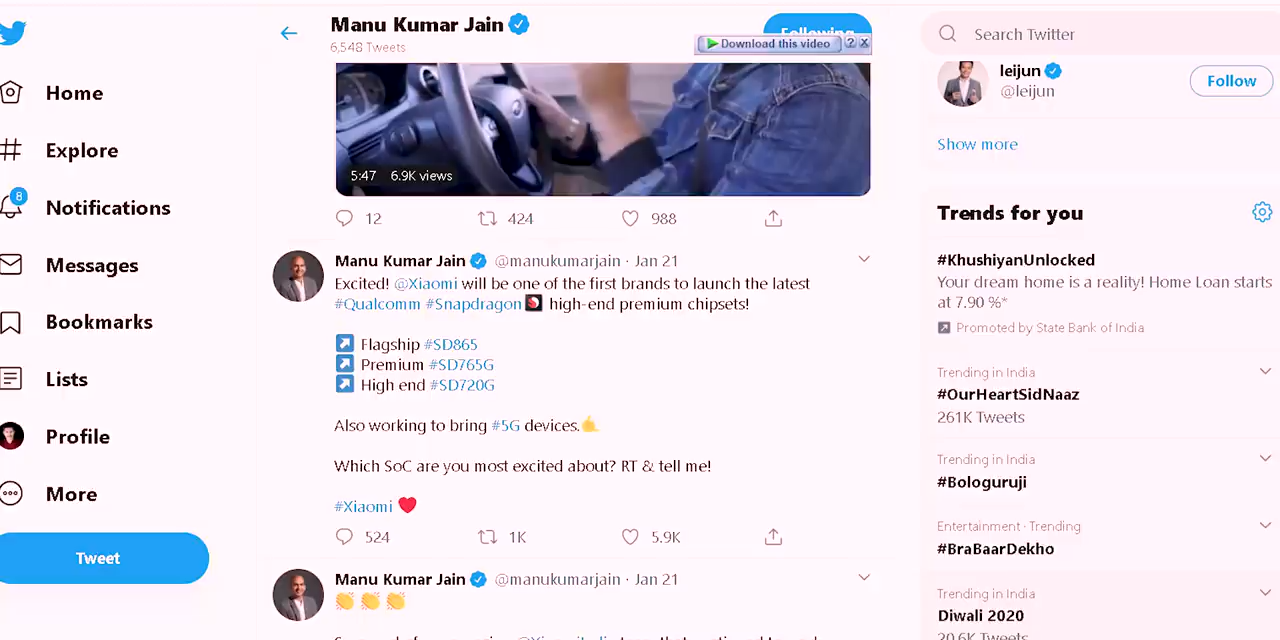 Manu Kumar Jain
6,548 Tweets
Following
Download this video ? X
Search Twitter
Home
Explore
8
Notifications
Messages
Bookmarks
Lists
Profile
More
Tweet
5:47 6.9K views
12 424 988
Manu Kumar Jain @manukumarjain · Jan 21
Excited! @Xiaomi will be one of the first brands to launch the latest
#Qualcomm #Snapdragon high-end premium chipsets!
Flagship #SD865
Premium #SD765G
High end #SD720G
Also working to bring #5G devices.
Which SoC are you most excited about? RT & tell me!
#Xiaomi ❤️
524 1K 5.9K
Manu Kumar Jain @manukumarjain · Jan 21
👏 👏 👏
leijun
@leijun
Follow
Show more
Trends for you
#KhushiyanUnlocked
Your dream home is a reality! Home Loan starts
at 7.90 %*
Promoted by State Bank of India
Trending in India
#OurHeartSidNaaz
261K Tweets
Trending in India
#Bologuruji
Entertainment · Trending
#BraBaarDekho
Trending in India
Diwali 2020
20.6K Tweets